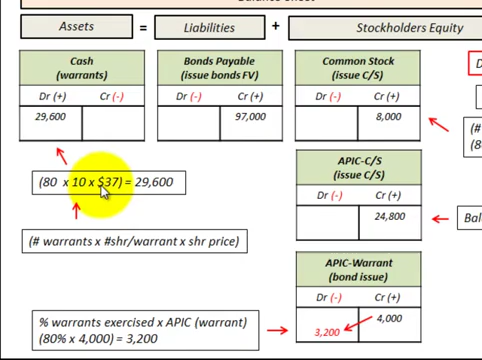 Assets = Liabilities + Stockholders Equity
Cash
(warrants)
Dr (+) Cr (-)
29,600
Bonds Payable
(issue bonds FV)
Dr (-) Cr (+)
97,000
Common Stock
(issue C/S)
Dr (-) Cr (+)
8,000
(80 x 10 x $37) = 29,600
(# warrants x #shr/warrant x shr price)
APIC-C/S
(issue C/S)
Dr (-) Cr (+)
24,800
APIC-Warrant
(bond issue)
Dr (-) Cr (+)
4,000
3,200
% warrants exercised x APIC (warrant)
(80% x 4,000) = 3,200
D
(#
(8
Bal